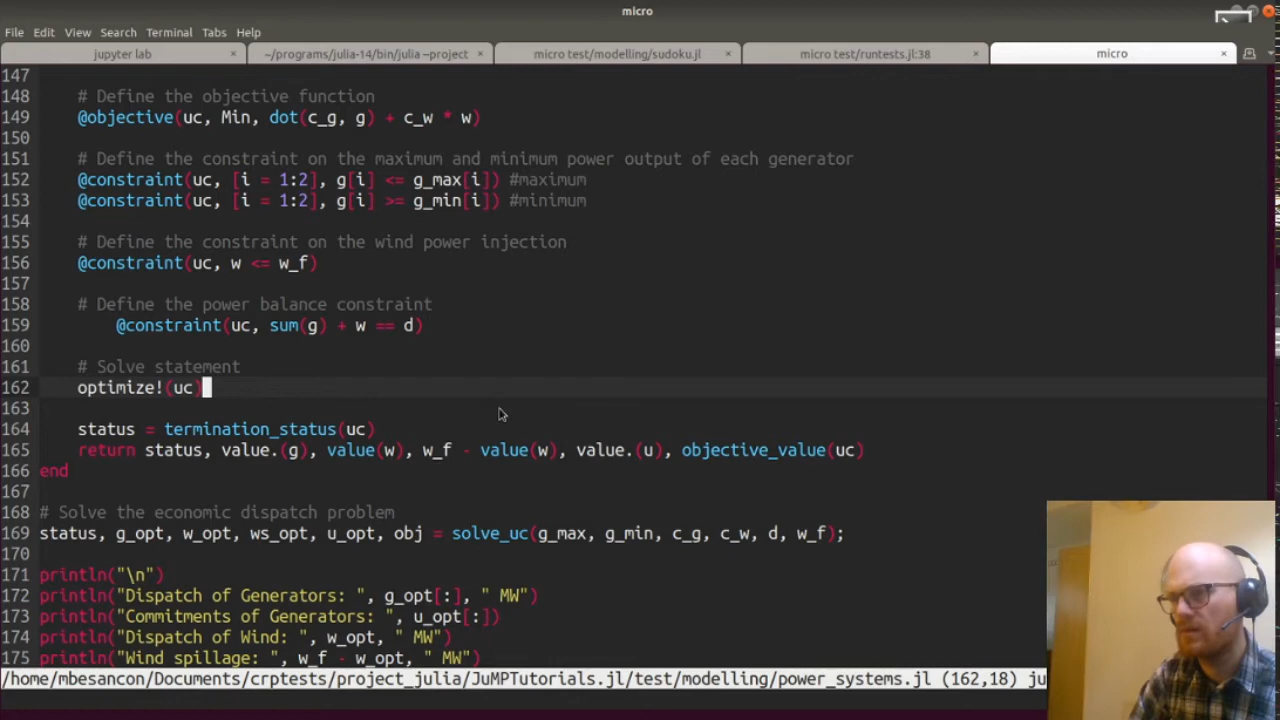 micro
File Edit View Search Terminal Tabs Help
jupyter lab × ~/programs/julia-14/bin/julia --project × micro test/modelling/sudoku.jl × micro test/runtests.jl:38 × micro ×
147
148     # Define the objective function
149     @objective(uc, Min, dot(c_g, g) + c_w * w)
150
151     # Define the constraint on the maximum and minimum power output of each generator
152     @constraint(uc, [i = 1:2], g[i] <= g_max[i]) #maximum
153     @constraint(uc, [i = 1:2], g[i] >= g_min[i]) #minimum
154
155     # Define the constraint on the wind power injection
156     @constraint(uc, w <= w_f)
157
158     # Define the power balance constraint
159         @constraint(uc, sum(g) + w == d)
160
161     # Solve statement
162     optimize!(uc)
163
164     status = termination_status(uc)
165     return status, value.(g), value(w), w_f - value(w), value.(u), objective_value(uc)
166 end
167
168 # Solve the economic dispatch problem
169 status, g_opt, w_opt, ws_opt, u_opt, obj = solve_uc(g_max, g_min, c_g, c_w, d, w_f);
170
171 println("\n")
172 println("Dispatch of Generators: ", g_opt[:], " MW")
173 println("Commitments of Generators: ", u_opt[:])
174 println("Dispatch of Wind: ", w_opt, " MW")
175 println("Wind spillage: ", w_f - w_opt, " MW")
/home/mbesancon/Documents/crptests/project_julia/JuMPTutorials.jl/test/modelling/power_systems.jl (162,18) ju